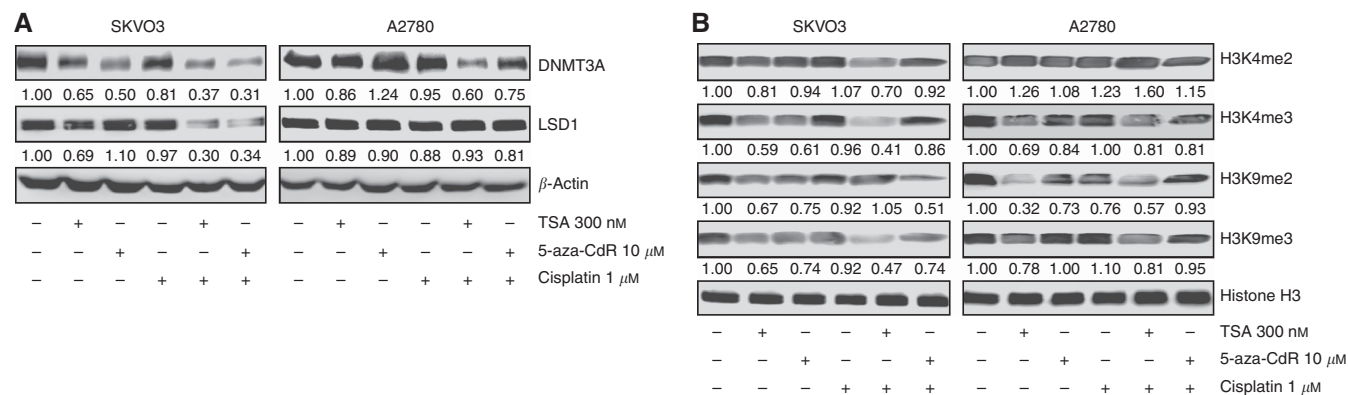 A
SKVO3 A2780
DNMT3A
1.00 0.65 0.50 0.81 0.37 0.31 1.00 0.86 1.24 0.95 0.60 0.75
LSD1
1.00 0.69 1.10 0.97 0.30 0.34 1.00 0.89 0.90 0.88 0.93 0.81
β-Actin
– + – – + – – + – – + – TSA 300 nM
– – + – – + – – + – – + 5-aza-CdR 10 μM
– – – + + + – – – + + + Cisplatin 1 μM
B
SKVO3 A2780
H3K4me2
1.00 0.81 0.94 1.07 0.70 0.92 1.00 1.26 1.08 1.23 1.60 1.15
H3K4me3
1.00 0.59 0.61 0.96 0.41 0.86 1.00 0.69 0.84 1.00 0.81 0.81
H3K9me2
1.00 0.67 0.75 0.92 1.05 0.51 1.00 0.32 0.73 0.76 0.57 0.93
H3K9me3
1.00 0.65 0.74 0.92 0.47 0.74 1.00 0.78 1.00 1.10 0.81 0.95
Histone H3
– + – – + – – + – – + – TSA 300 nM
– – + – – + – – + – – + 5-aza-CdR 10 μM
– – – + + + – – – + + + Cisplatin 1 μM